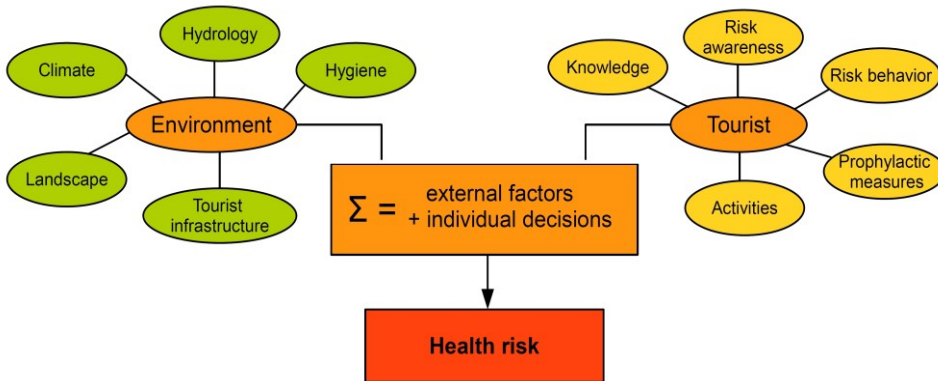 Hydrology
Climate
Hygiene
Environment
Landscape
Tourist
infrastructure
Risk
awareness
Knowledge
Risk behavior
Tourist
Prophylactic
measures
Activities
Σ = external factors
+ individual decisions
Health risk